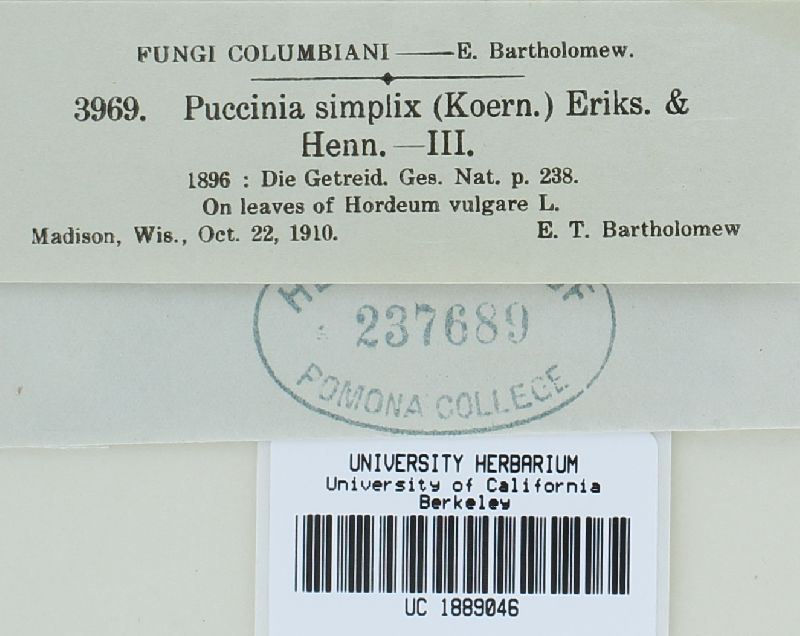 FUNGI COLUMBIANI — E. Bartholomew.
3969. Puccinia simplix (Koern.) Eriks. &
Henn. — III.
1896 : Die Getreid. Ges. Nat. p. 238.
On leaves of Hordeum vulgare L.
Madison, Wis., Oct. 22, 1910. E. T. Bartholomew
237689
POMONA COLLEGE
UNIVERSITY HERBARIUM
University of California
Berkeley
UC 1889046